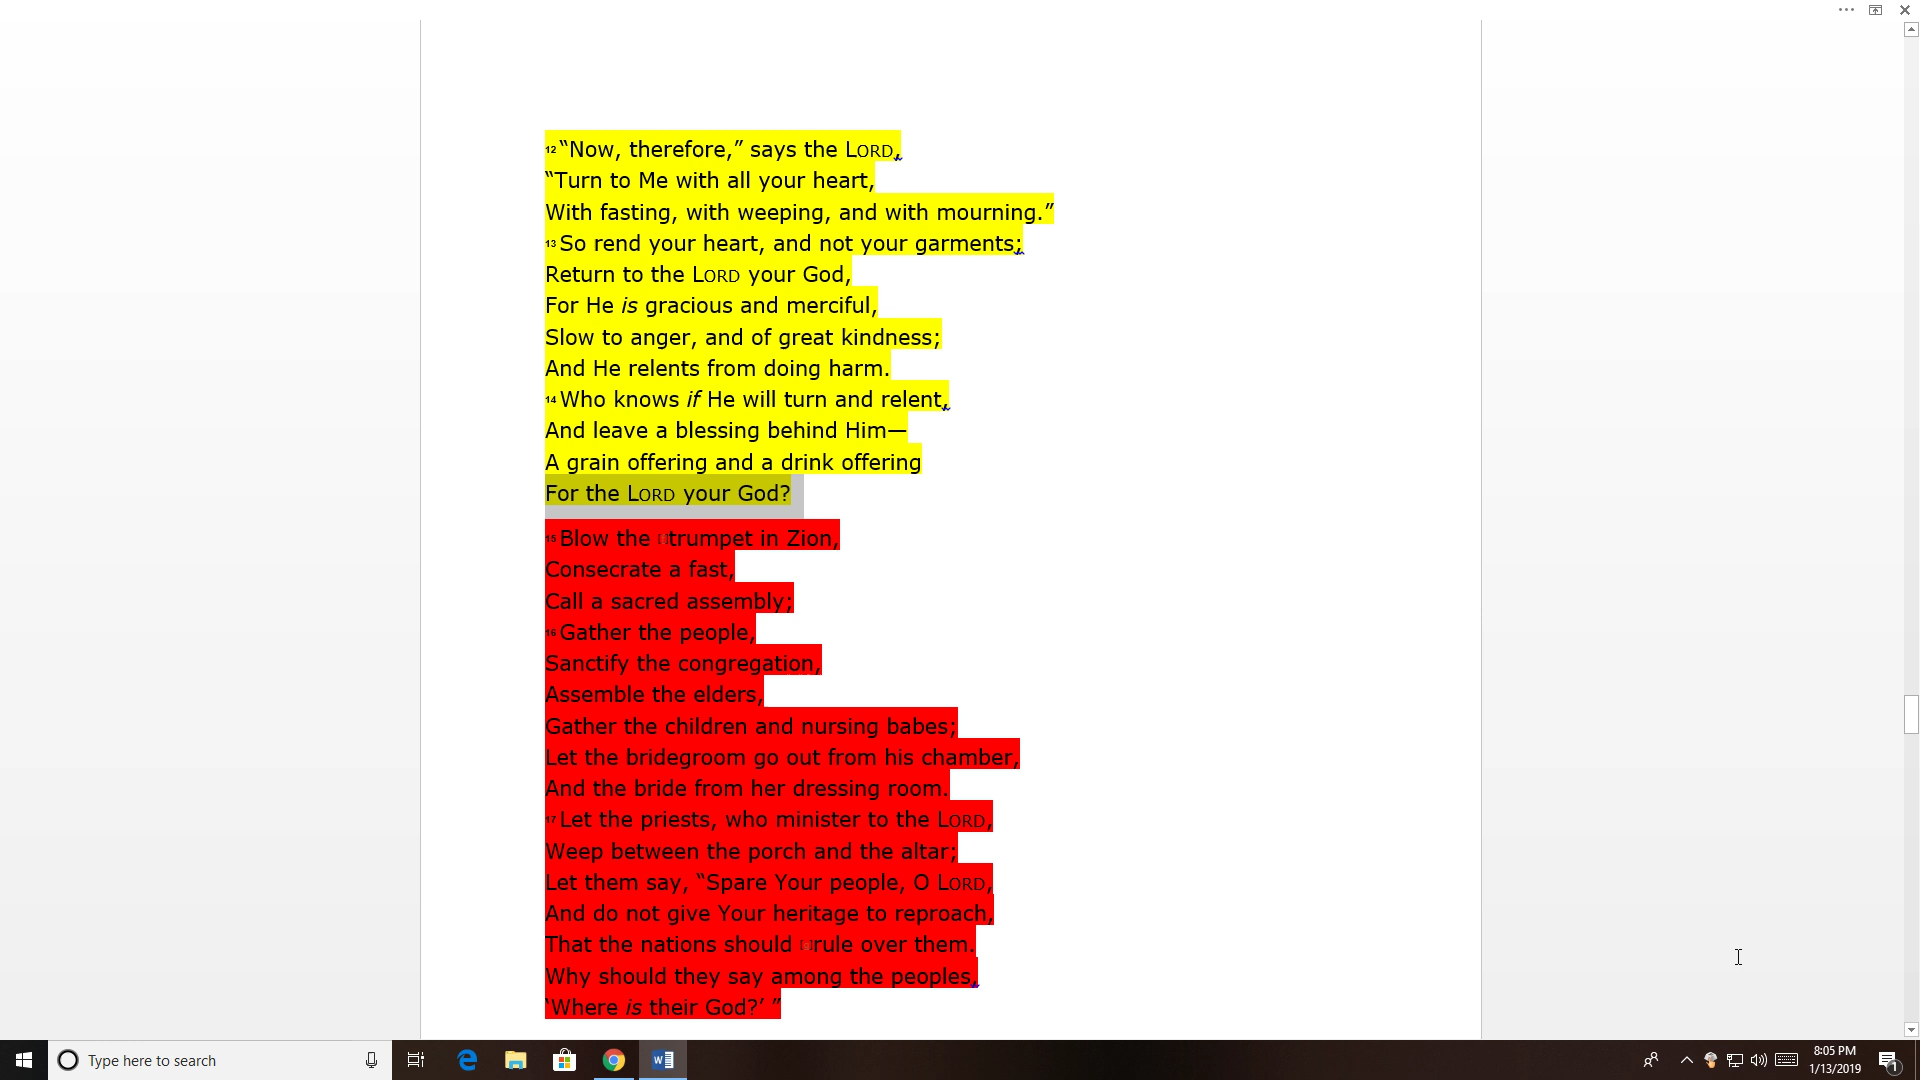 12 “Now, therefore,” says the LORD,
“Turn to Me with all your heart,
With fasting, with weeping, and with mourning.”
13 So rend your heart, and not your garments;
Return to the LORD your God,
For He is gracious and merciful,
Slow to anger, and of great kindness;
And He relents from doing harm.
14 Who knows if He will turn and relent,
And leave a blessing behind Him—
A grain offering and a drink offering
For the LORD your God?
15 Blow the trumpet in Zion,
Consecrate a fast,
Call a sacred assembly;
16 Gather the people,
Sanctify the congregation,
Assemble the elders,
Gather the children and nursing babes;
Let the bridegroom go out from his chamber,
And the bride from her dressing room.
17 Let the priests, who minister to the LORD,
Weep between the porch and the altar;
Let them say, “Spare Your people, O LORD,
And do not give Your heritage to reproach,
That the nations should rule over them.
Why should they say among the peoples,
‘Where is their God?’ ”
Type here to search
8:05 PM
1/13/2019
1